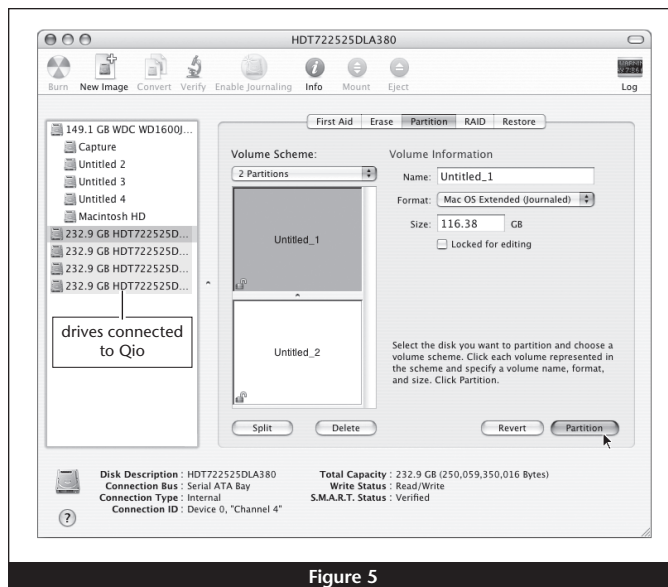 HDT722525DLA380
Burn New Image Convert Verify Enable Journaling Info Mount Eject Log
First Aid Erase Partition RAID Restore
149.1 GB WDC WD1600J...
Capture
Untitled 2
Untitled 3
Untitled 4
Macintosh HD
232.9 GB HDT722525D...
232.9 GB HDT722525D...
232.9 GB HDT722525D...
232.9 GB HDT722525D...
drives connected
to Qio
Volume Scheme:
2 Partitions
Untitled_1
Untitled_2
Split Delete
Volume Information
Name: Untitled_1
Format: Mac OS Extended (Journaled)
Size: 116.38 GB
Locked for editing
Select the disk you want to partition and choose a
volume scheme. Click each volume represented in
the scheme and specify a volume name, format,
and size. Click Partition.
Revert Partition
Disk Description : HDT722525DLA380
Connection Bus : Serial ATA Bay
Connection Type : Internal
Connection ID : Device 0, "Channel 4"
Total Capacity : 232.9 GB (250,059,350,016 Bytes)
Write Status : Read/Write
S.M.A.R.T. Status : Verified
?
Figure 5